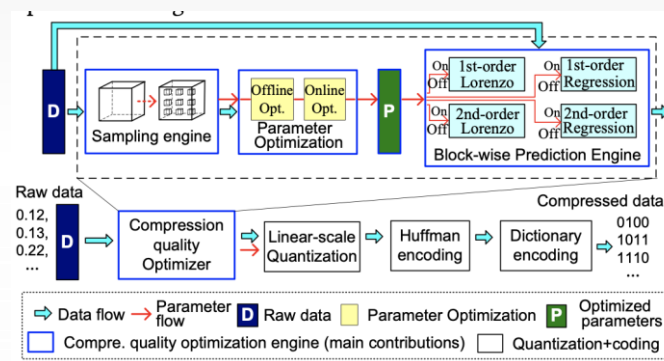 On
Off
1st-order
Lorenzo
On
Off
1st-order
Regression
D
Offline
Opt.
Online
Opt.
P
Sampling engine
Parameter
Optimization
On
Off
2nd-order
Lorenzo
On
Off
2nd-order
Regression
Block-wise Prediction Engine
Raw data
0.12,
0.13,
0.22,
...
D
Compression
quality
Optimizer
Linear-scale
Quantization
Huffman
encoding
Dictionary
encoding
Compressed data
0100
1011
1110
...
Data flow
Parameter
flow
D Raw data
Parameter Optimization
P Optimized
parameters
Compre. quality optimization engine (main contributions)
Quantization+coding